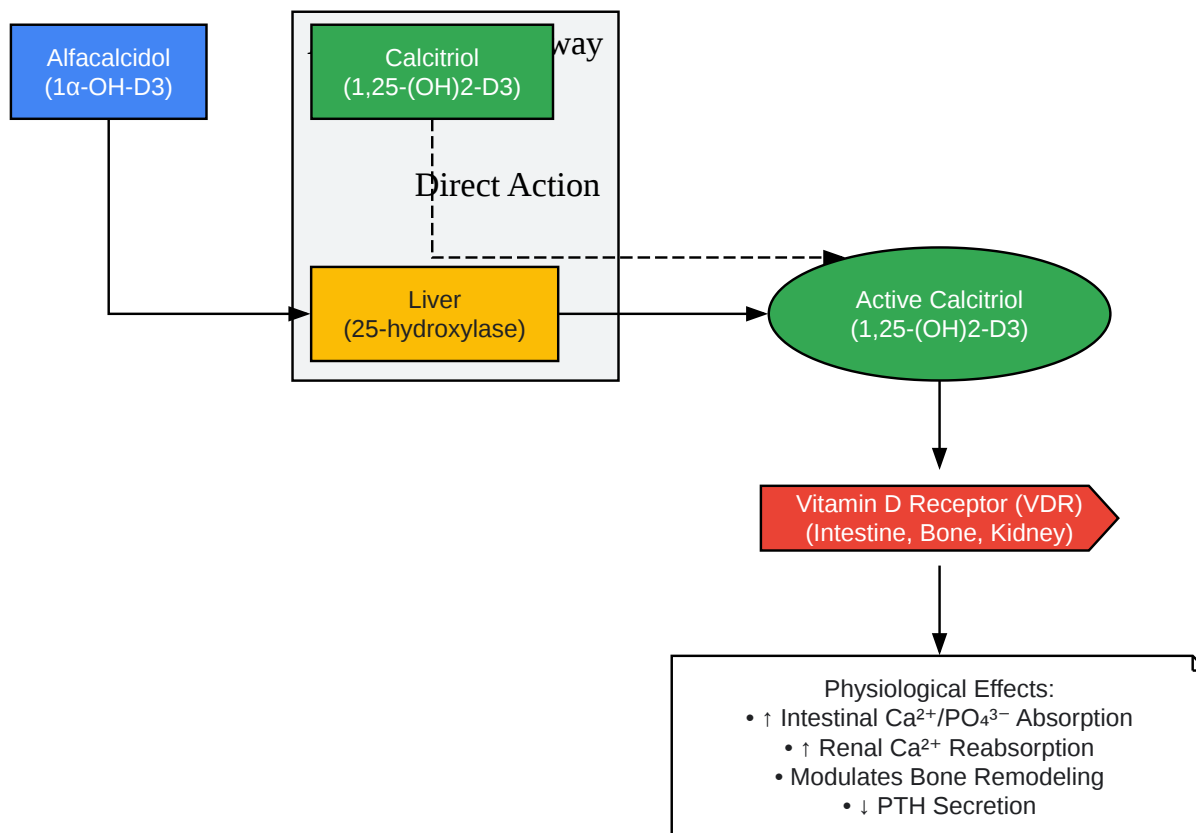 Alfacalcidol
(1α-OH-D3)
Calcitriol
(1,25-(OH)2-D3)
Direct Action
Liver
(25-hydroxylase)
Active Calcitriol
(1,25-(OH)2-D3)
Vitamin D Receptor (VDR)
(Intestine, Bone, Kidney)
Physiological Effects:
• ↑ Intestinal Ca²⁺/PO₄³⁻ Absorption
• ↑ Renal Ca²⁺ Reabsorption
• Modulates Bone Remodeling
• ↓ PTH Secretion